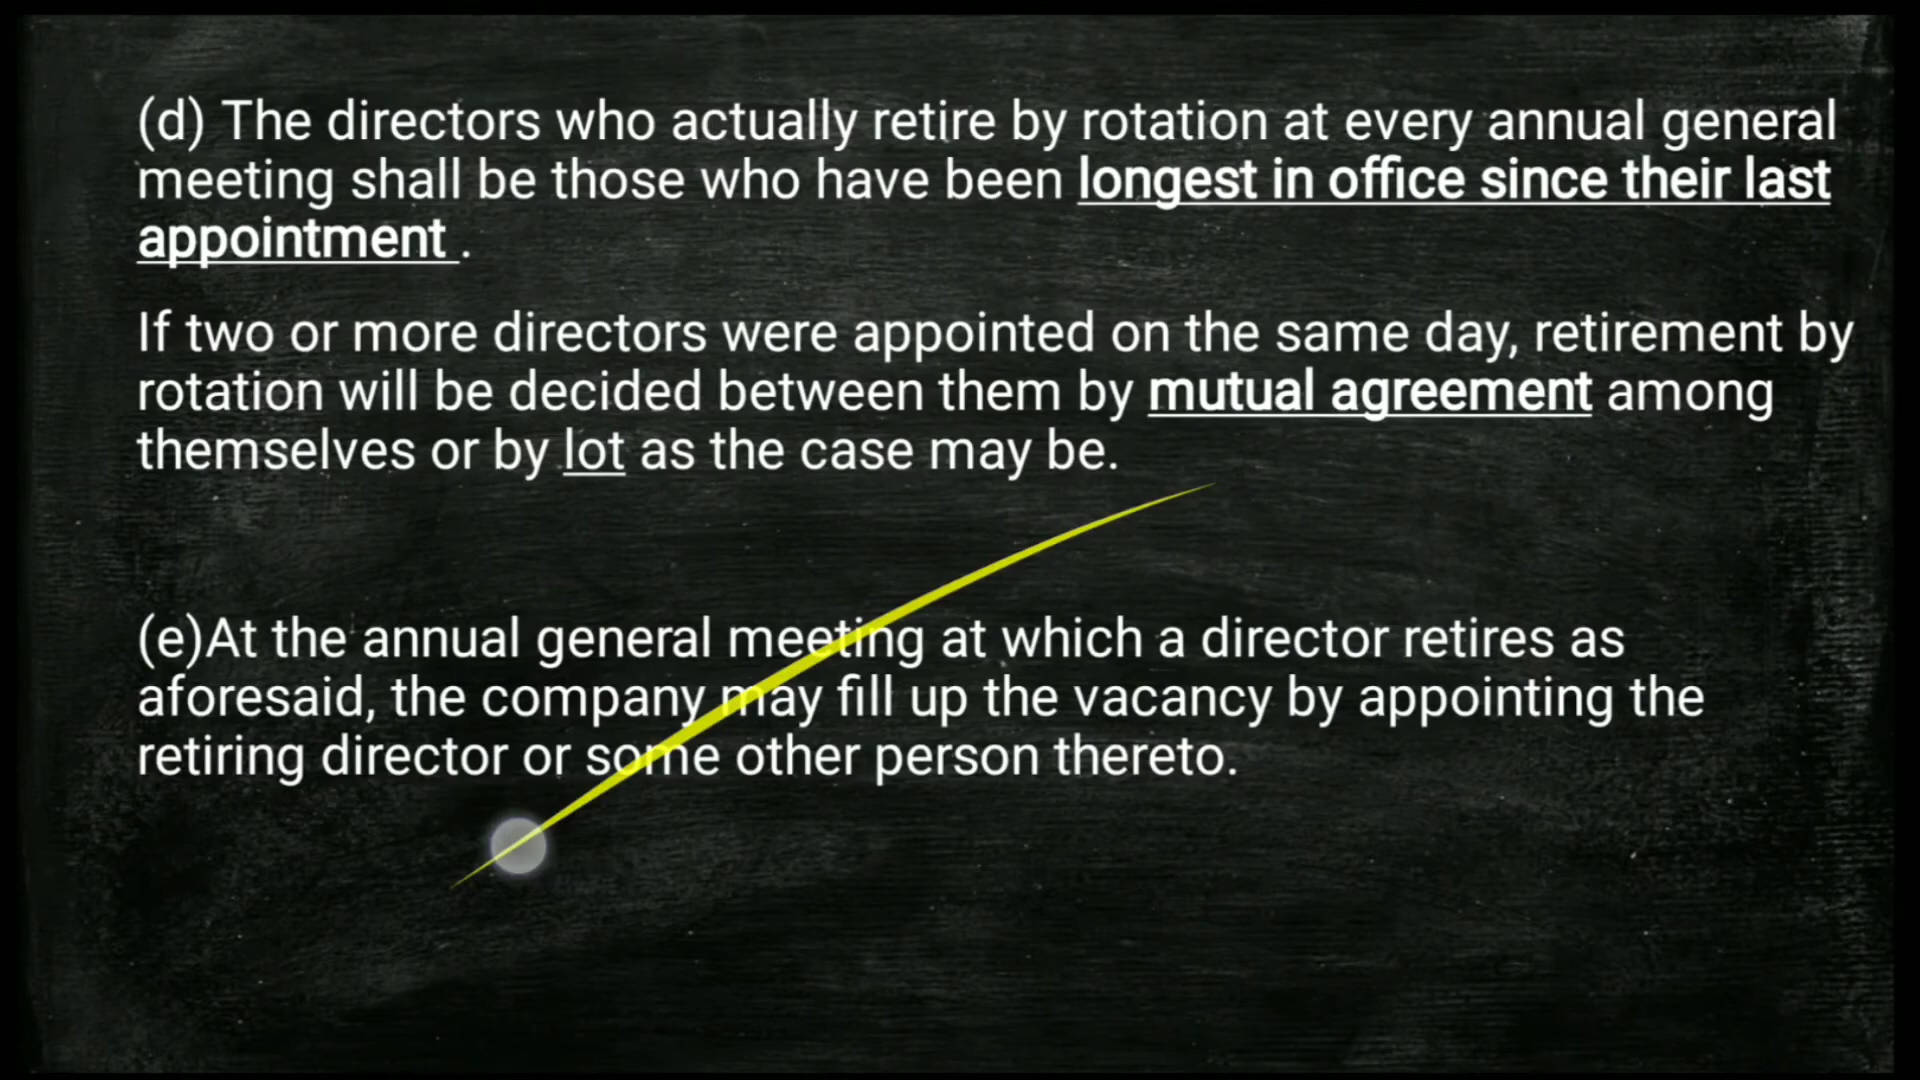 (d) The directors who actually retire by rotation at every annual general
meeting shall be those who have been longest in office since their last
appointment .
If two or more directors were appointed on the same day, retirement by
rotation will be decided between them by mutual agreement among
themselves or by lot as the case may be.
(e)At the annual general meeting at which a director retires as
aforesaid, the company may fill up the vacancy by appointing the
retiring director or some other person thereto.